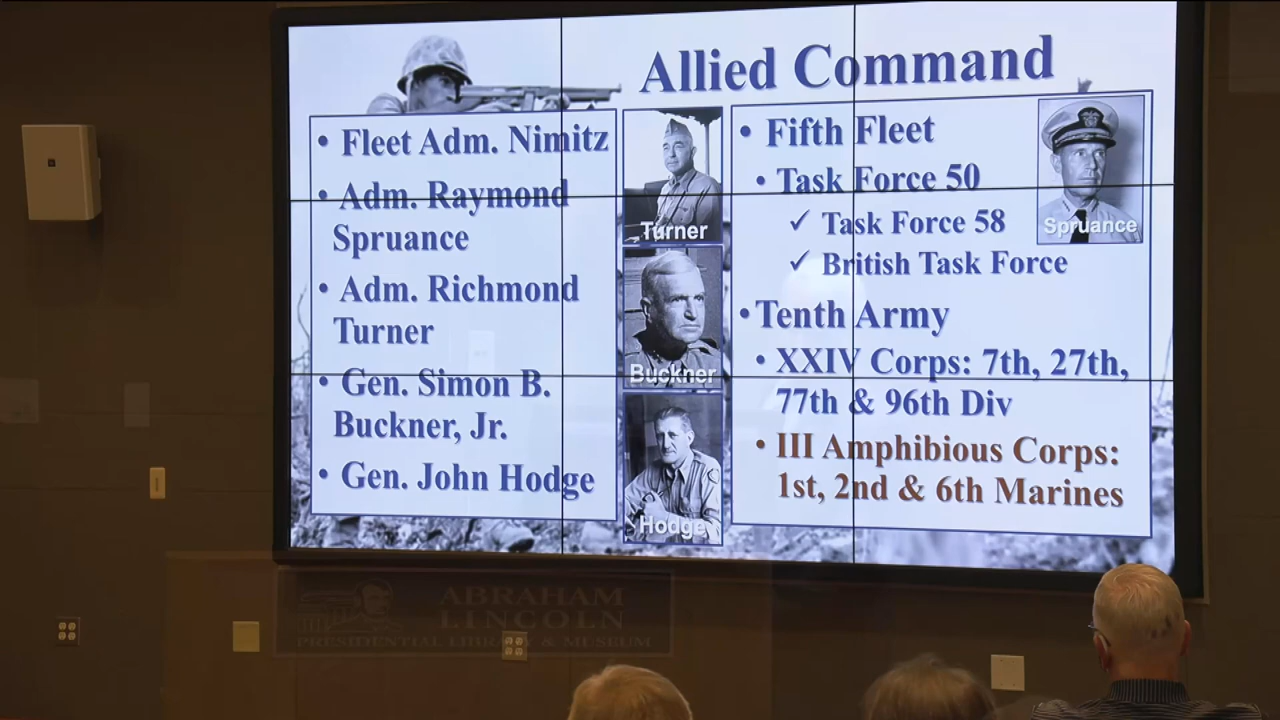 Allied Command
• Fleet Adm. Nimitz
• Adm. Raymond
Spruance
• Adm. Richmond
Turner
• Gen. Simon B.
Buckner, Jr.
• Gen. John Hodge
Turner
Buckner
Hodge
• Fifth Fleet
• Task Force 50
✓ Task Force 58
✓ British Task Force
Spruance
• Tenth Army
• XXIV Corps: 7th, 27th,
77th & 96th Div
• III Amphibious Corps:
1st, 2nd & 6th Marines
ABRAHAM
LINCOLN
PRESIDENTIAL LIBRARY & MUSEUM